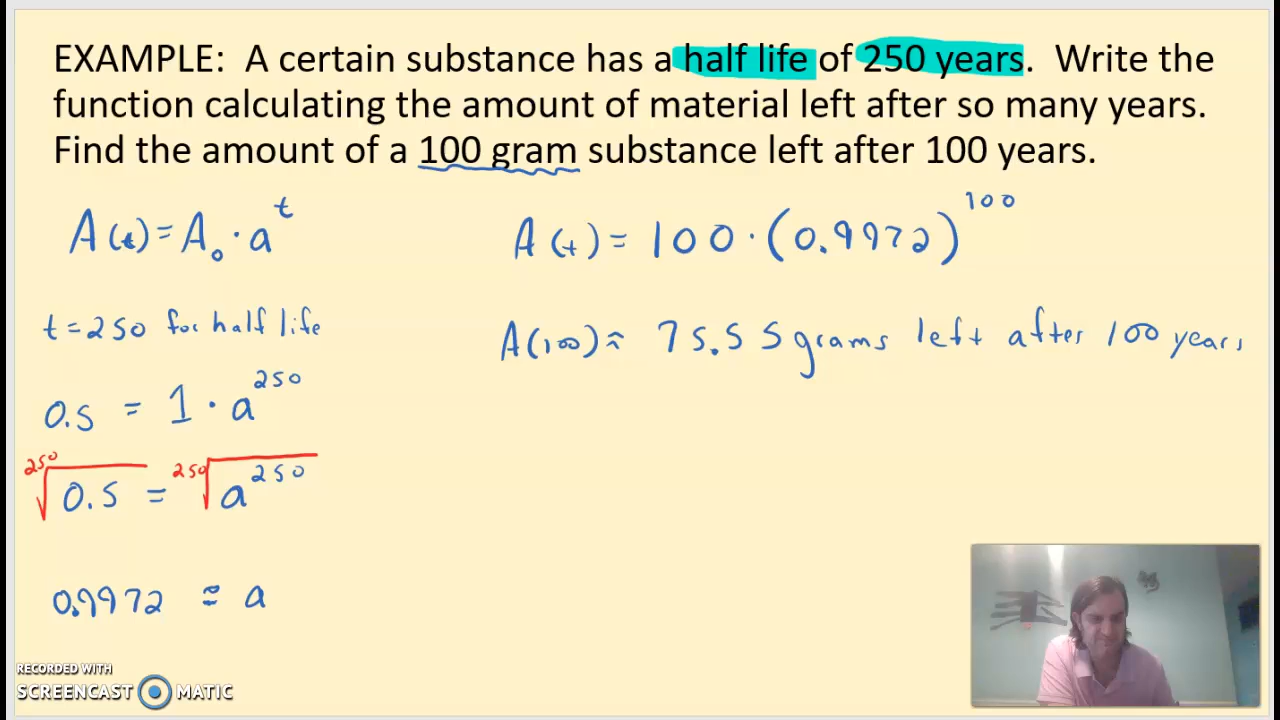 EXAMPLE: A certain substance has a half life of 250 years. Write the
function calculating the amount of material left after so many years.
Find the amount of a 100 gram substance left after 100 years.
A(t) = A₀ · a^t
t = 250 for half life
0.5 = 1 · a^250
²⁵⁰√0.5 = ²⁵⁰√a^250
0.9972 ≈ a
A(t) = 100 · (0.9972)^100
A(100) ≈ 75.55 grams left after 100 years
RECORDED WITH
SCREENCAST MATIC